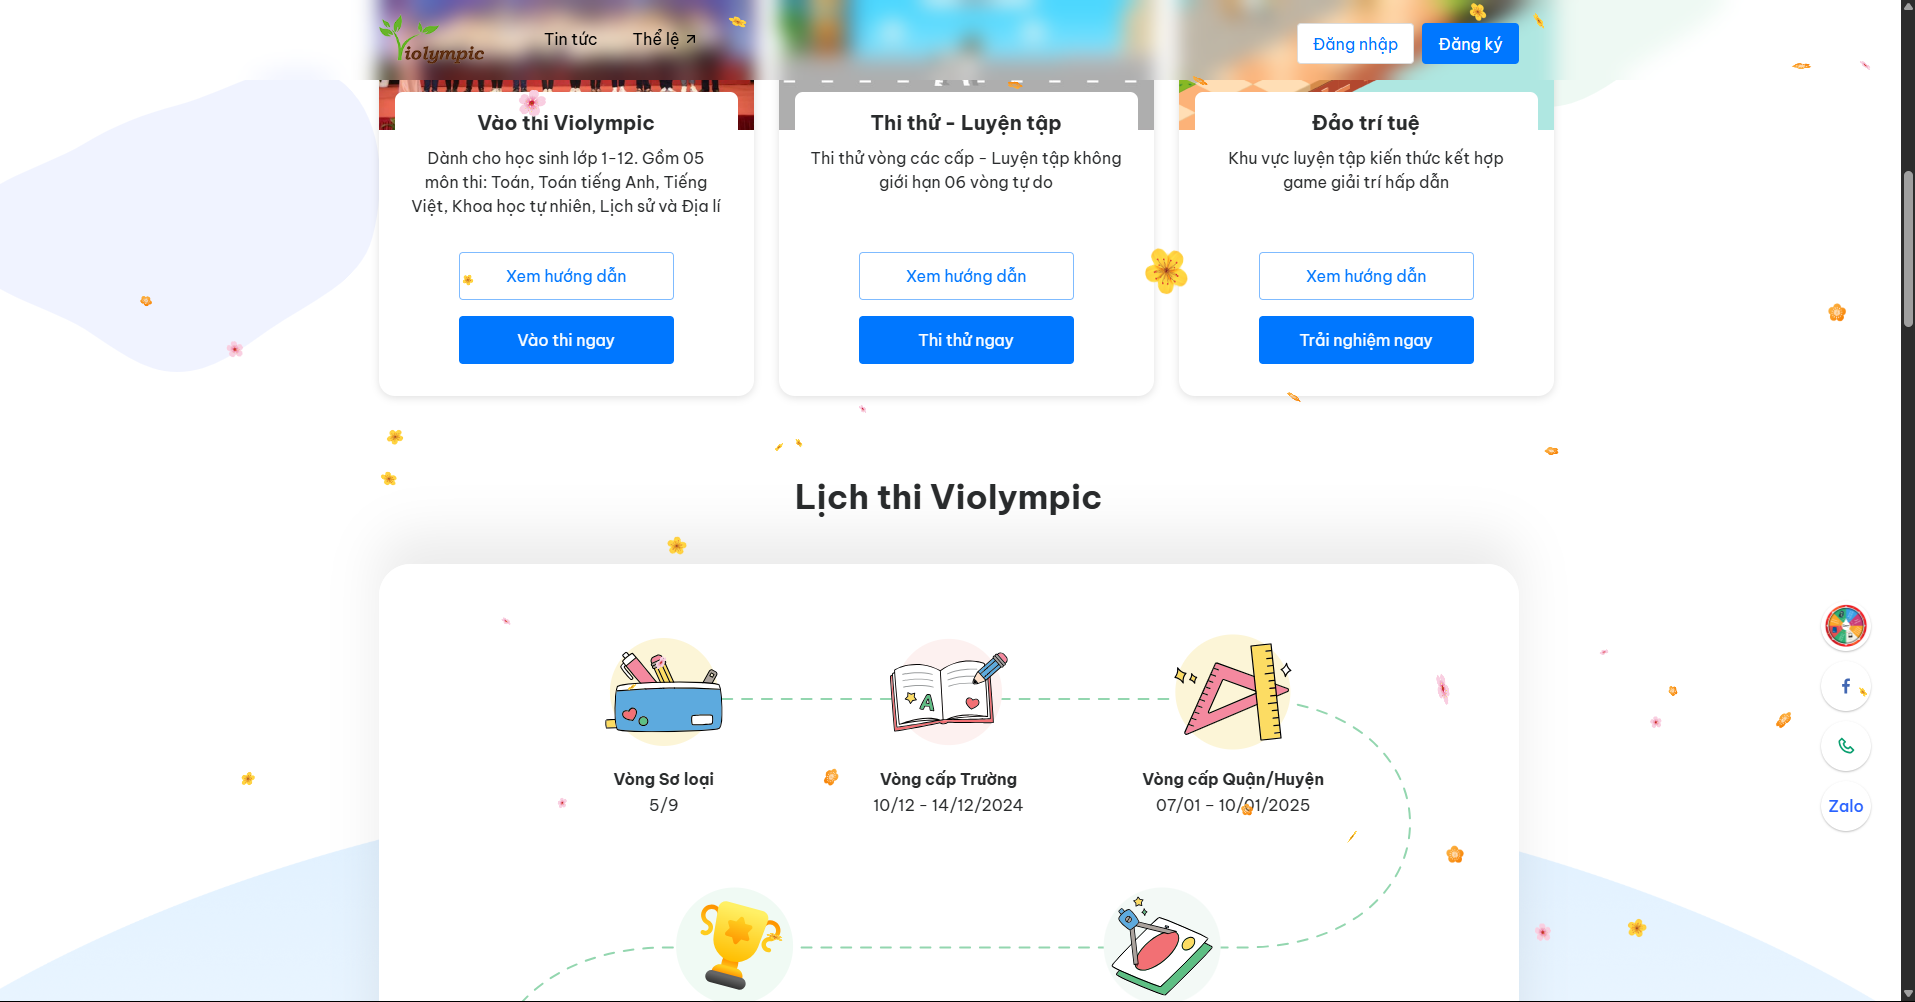 iolympic
Tin tức
Thể lệ
Đăng nhập
Đăng ký
Vào thi Violympic
Dành cho học sinh lớp 1-12. Gồm 05
môn thi: Toán, Toán tiếng Anh, Tiếng
Việt, Khoa học tự nhiên, Lịch sử và Địa lí
Xem hướng dẫn
Vào thi ngay
Thi thử - Luyện tập
Thi thử vòng các cấp - Luyện tập không
giới hạn 06 vòng tự do
Xem hướng dẫn
Thi thử ngay
Đảo trí tuệ
Khu vực luyện tập kiến thức kết hợp
game giải trí hấp dẫn
Xem hướng dẫn
Trải nghiệm ngay
Lịch thi Violympic
A
Vòng Sơ loại
5/9
Vòng cấp Trường
10/12 - 14/12/2024
Vòng cấp Quận/Huyện
07/01 – 10/01/2025
Zalo